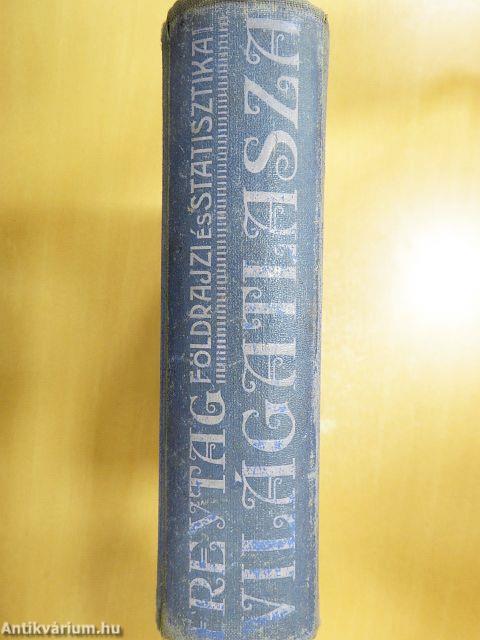 FREYTAG FÖLDRAJZI ÉS STATISZTIKAI
VILÁGATLASZA
Antikvárium.hu